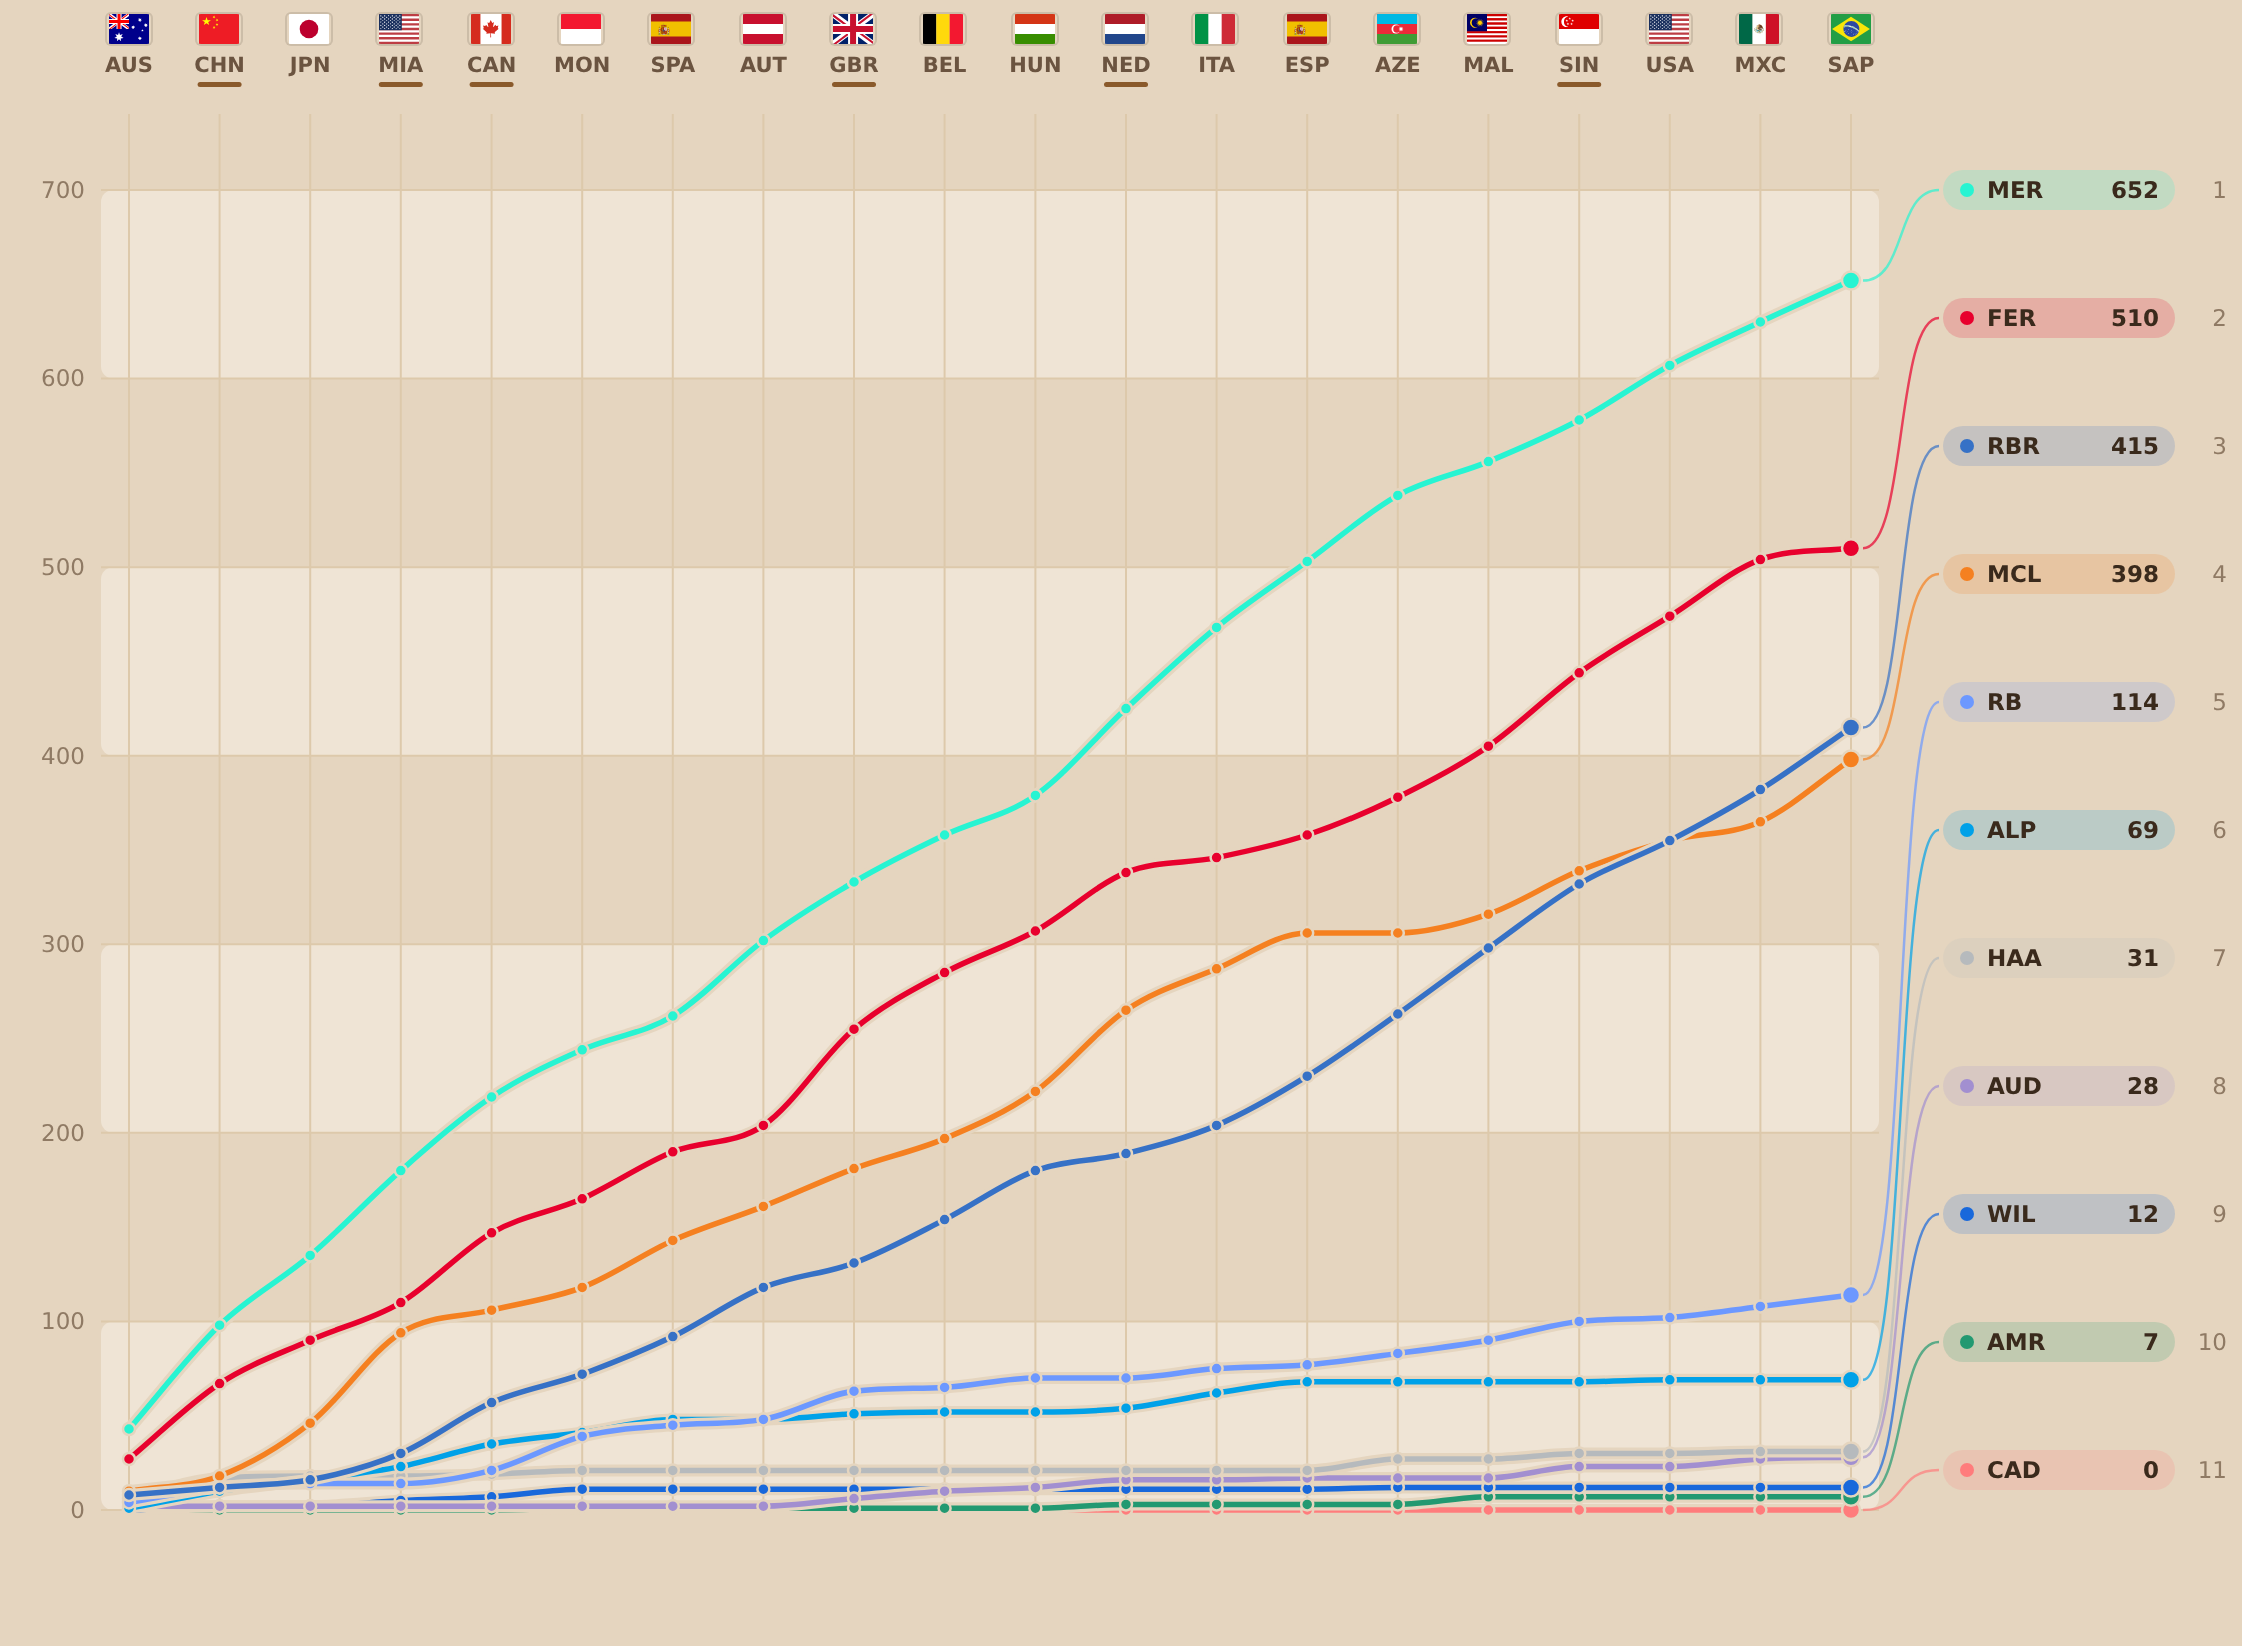 AUS CHN JPN MIA CAN MON SPA AUT GBR BEL HUN NED ITA ESP AZE MAL SIN USA MXC SAP
700
600
500
400
300
200
100
0
MER 652 1
FER 510 2
RBR 415 3
MCL 398 4
RB 114 5
ALP 69 6
HAA 31 7
AUD 28 8
WIL 12 9
AMR 7 10
CAD 0 11